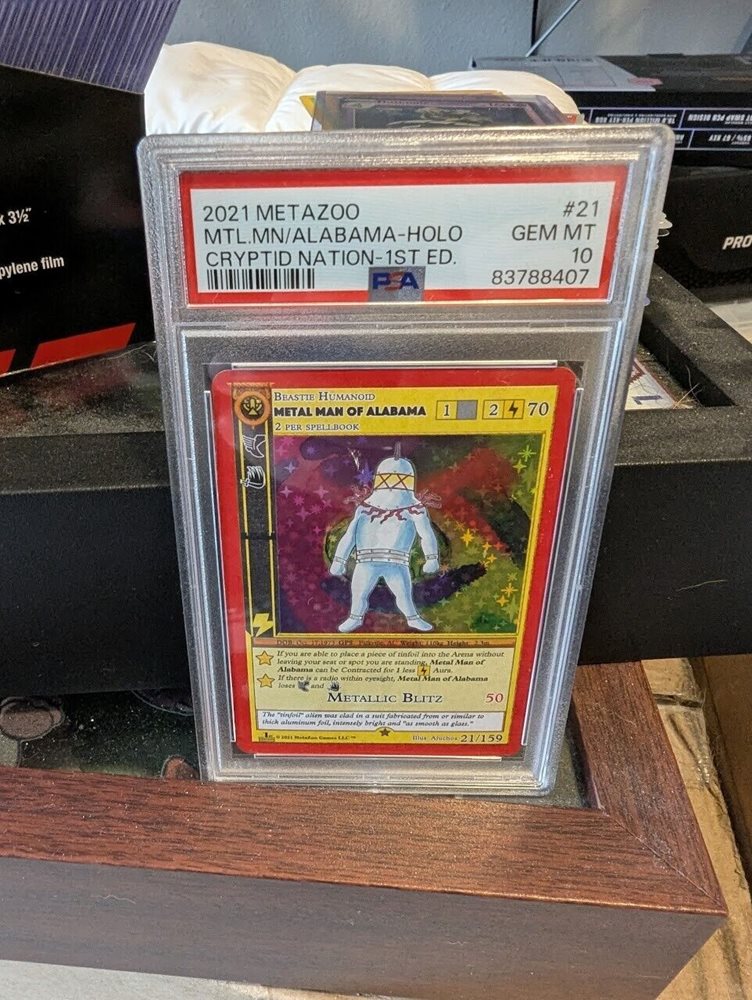 x 3½"
pylene film
PRO
2021 METAZOO #21
MTL.MN/ALABAMA-HOLO GEM MT
CRYPTID NATION-1ST ED. 10
PSA 83788407
BEASTIE HUMANOID
METAL MAN OF ALABAMA 1 2 70
2 PER SPELLBOOK
If you are able to place a piece of tinfoil into the Arena without
leaving your seat or spot you are standing, Metal Man of
Alabama can be Contracted for 1 less Aura.
If there is a radio within eyesight, Metal Man of Alabama
loses and
METALLIC BLITZ 50
The "tinfoil" alien was clad in a suit fabricated from or similar to
thick aluminum foil, intensely bright and "as smooth as glass."
1st © 2021 MetaZoo Games LLC™ Illus. 21/159